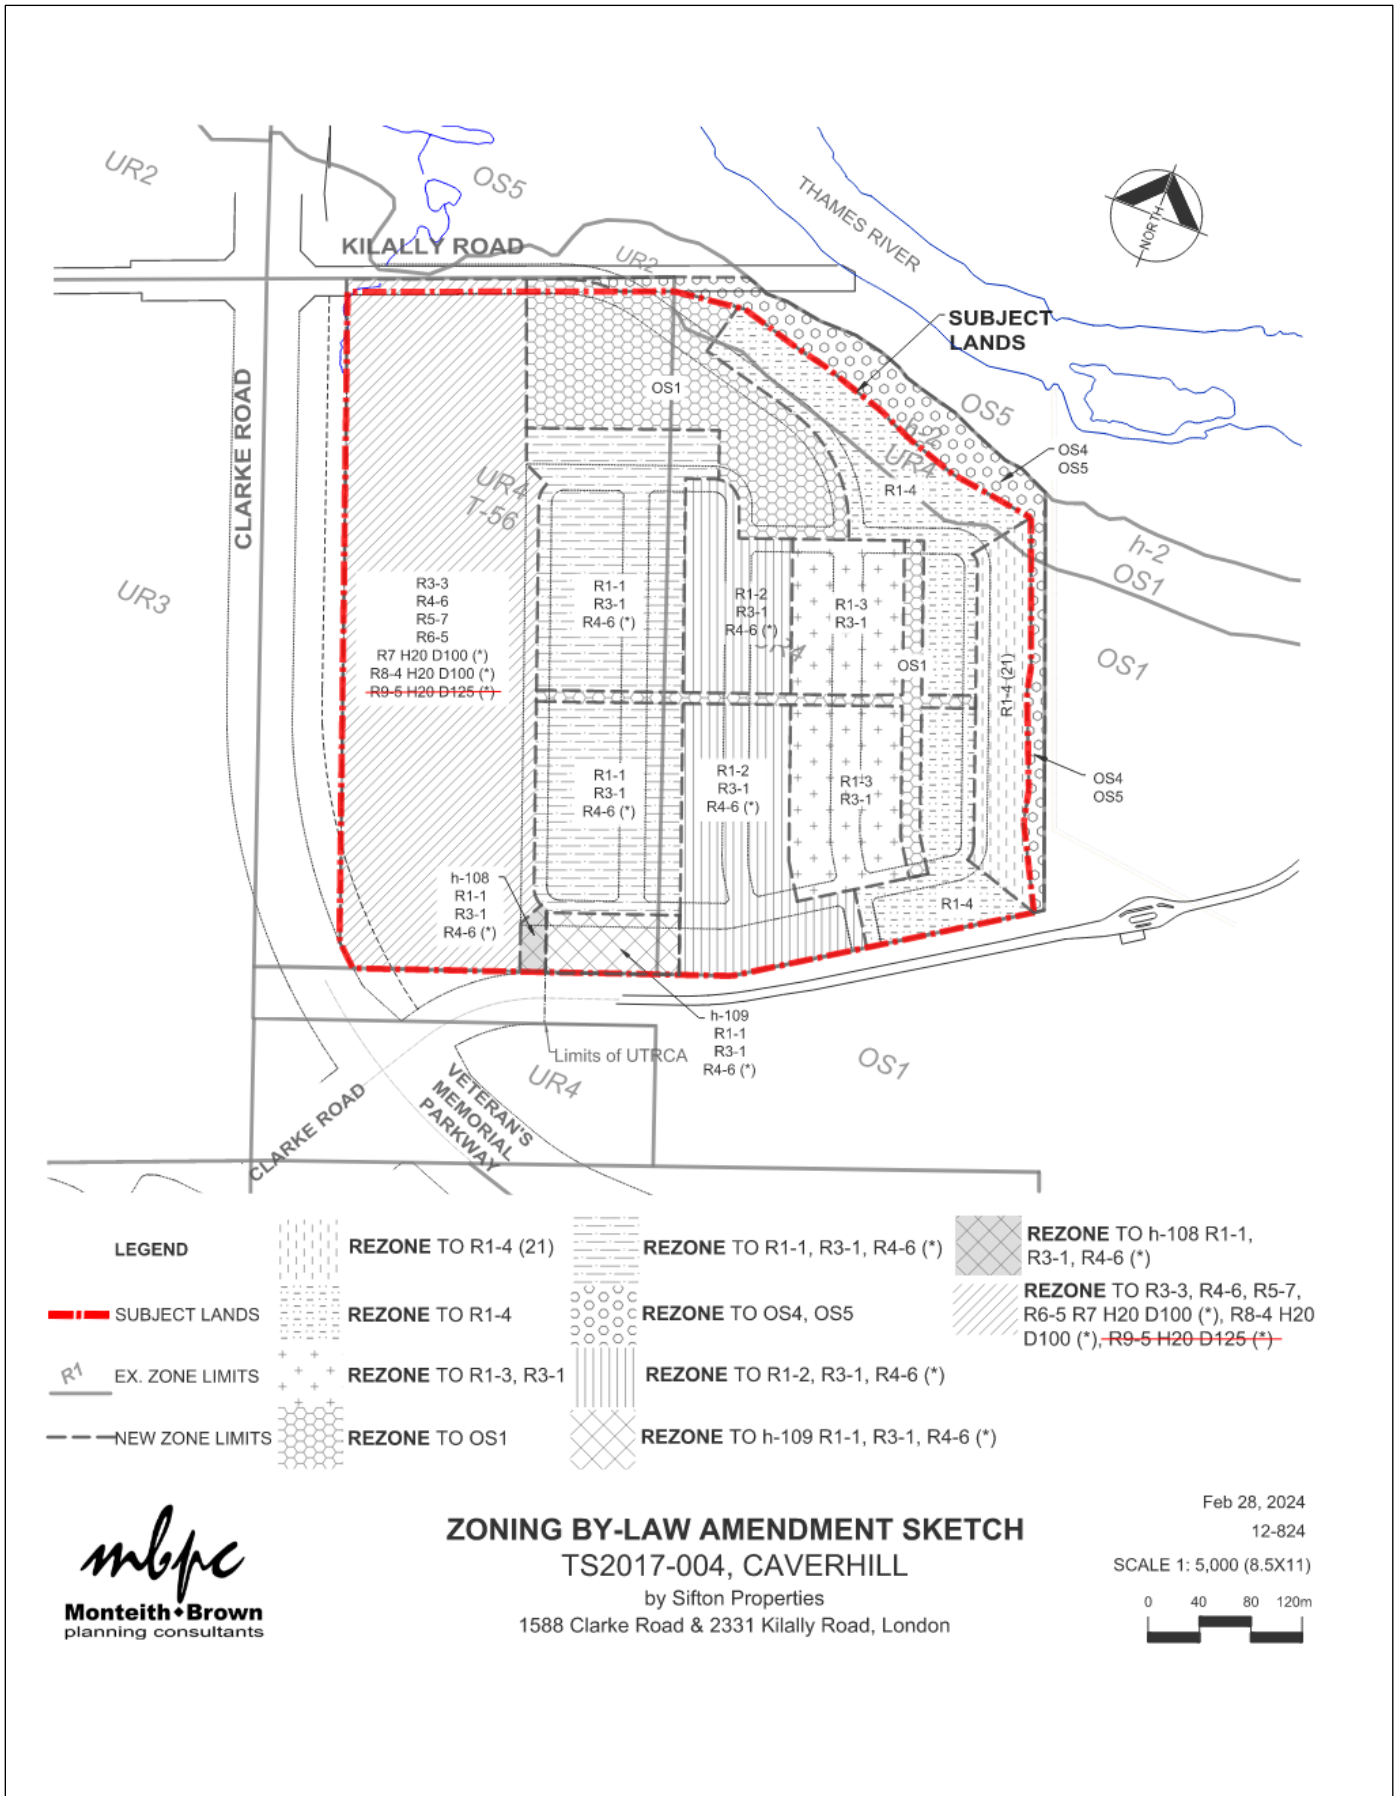 UR2
OS5
THAMES RIVER
NORTH
KILALLY ROAD
UR2
SUBJECT
LANDS
CLARKE ROAD
OS1
OS5
h-2
UR4
OS4
OS5
R1-4
UR4
T-56
h-2
OS1
UR3
R3-3
R4-6
R5-7
R6-5
R7 H20 D100 (*)
R8-4 H20 D100 (*)
R9-5 H20 D125 (*)
R1-1
R3-1
R4-6 (*)
R1-2
R3-1
R4-6 (*)
UR4
R1-3
R3-1
OS1
R1-4 (21)
OS1
R1-1
R3-1
R4-6 (*)
R1-2
R3-1
R4-6 (*)
R1-3
R3-1
OS4
OS5
h-108
R1-1
R3-1
R4-6 (*)
R1-4
h-109
R1-1
R3-1
R4-6 (*)
Limits of UTRCA
UR4
OS1
CLARKE ROAD
VETERAN'S
MEMORIAL
PARKWAY
LEGEND
SUBJECT LANDS
R1
EX. ZONE LIMITS
NEW ZONE LIMITS
REZONE TO R1-4 (21)
REZONE TO R1-4
REZONE TO R1-3, R3-1
REZONE TO OS1
REZONE TO R1-1, R3-1, R4-6 (*)
REZONE TO OS4, OS5
REZONE TO R1-2, R3-1, R4-6 (*)
REZONE TO h-109 R1-1, R3-1, R4-6 (*)
REZONE TO h-108 R1-1,
R3-1, R4-6 (*)
REZONE TO R3-3, R4-6, R5-7,
R6-5 R7 H20 D100 (*), R8-4 H20
D100 (*), R9-5 H20 D125 (*)
mbpc
Monteith♦Brown
planning consultants
ZONING BY-LAW AMENDMENT SKETCH
TS2017-004, CAVERHILL
by Sifton Properties
1588 Clarke Road & 2331 Kilally Road, London
Feb 28, 2024
12-824
SCALE 1: 5,000 (8.5X11)
0 40 80 120m